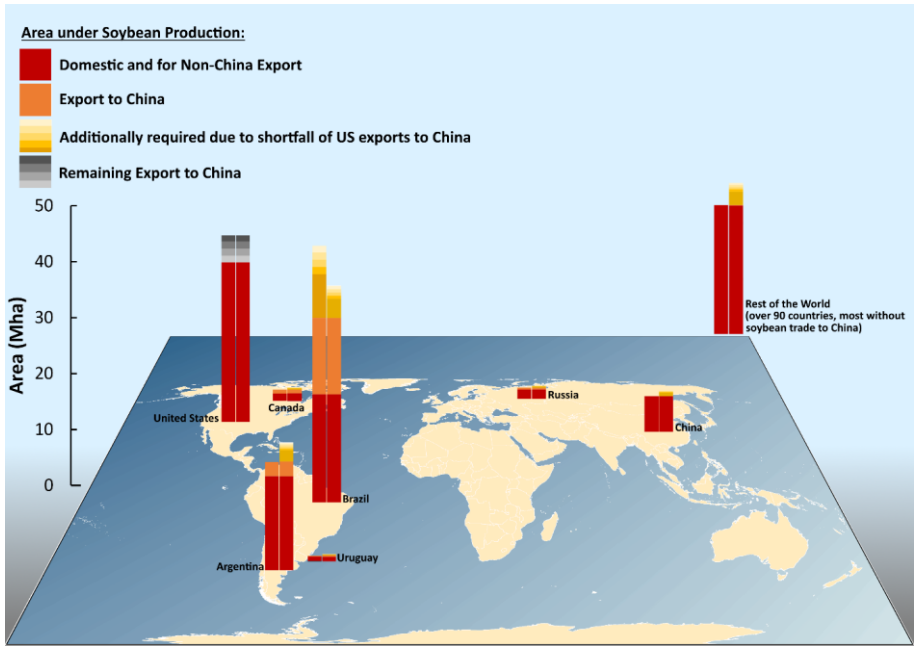 Area under Soybean Production:
Domestic and for Non-China Export
Export to China
Additionally required due to shortfall of US exports to China
Remaining Export to China
50
40
30
20
10
0
Area (Mha)
Rest of the World
(over 90 countries, most without
soybean trade to China)
United States
Canada
Russia
China
Brazil
Argentina
Uruguay